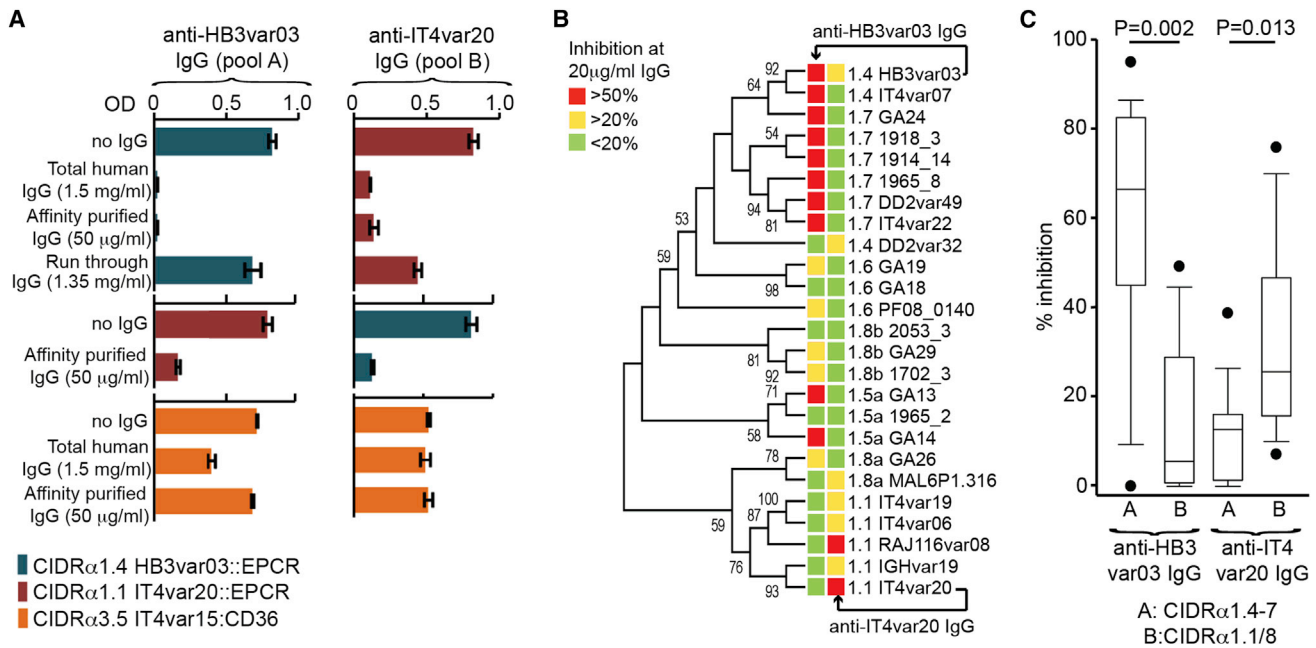 A
anti-HB3var03
IgG (pool A)
anti-IT4var20
IgG (pool B)
OD
0 0.5 1.0
0 0.5 1.0
no IgG
Total human
IgG (1.5 mg/ml)
Affinity purified
IgG (50 μg/ml)
Run through
IgG (1.35 mg/ml)
no IgG
Affinity purified
IgG (50 μg/ml)
no IgG
Total human
IgG (1.5 mg/ml)
Affinity purified
IgG (50 μg/ml)
CIDRα1.4 HB3var03::EPCR
CIDRα1.1 IT4var20::EPCR
CIDRα3.5 IT4var15:CD36
B
Inhibition at
20μg/ml IgG
>50%
>20%
<20%
anti-HB3var03 IgG
92
64
54
94
81
53
59
98
81
92
71
58
78
59
100
87
76
93
1.4 HB3var03
1.4 IT4var07
1.7 GA24
1.7 1918_3
1.7 1914_14
1.7 1965_8
1.7 DD2var49
1.7 IT4var22
1.4 DD2var32
1.6 GA19
1.6 GA18
1.6 PF08_0140
1.8b 2053_3
1.8b GA29
1.8b 1702_3
1.5a GA13
1.5a 1965_2
1.5a GA14
1.8a GA26
1.8a MAL6P1.316
1.1 IT4var19
1.1 IT4var06
1.1 RAJ116var08
1.1 IGHvar19
1.1 IT4var20
anti-IT4var20 IgG
C
P=0.002 P=0.013
% inhibition
100
80
60
40
20
0
A B A B
anti-HB3
var03 IgG
anti-IT4
var20 IgG
A: CIDRα1.4-7
B:CIDRα1.1/8